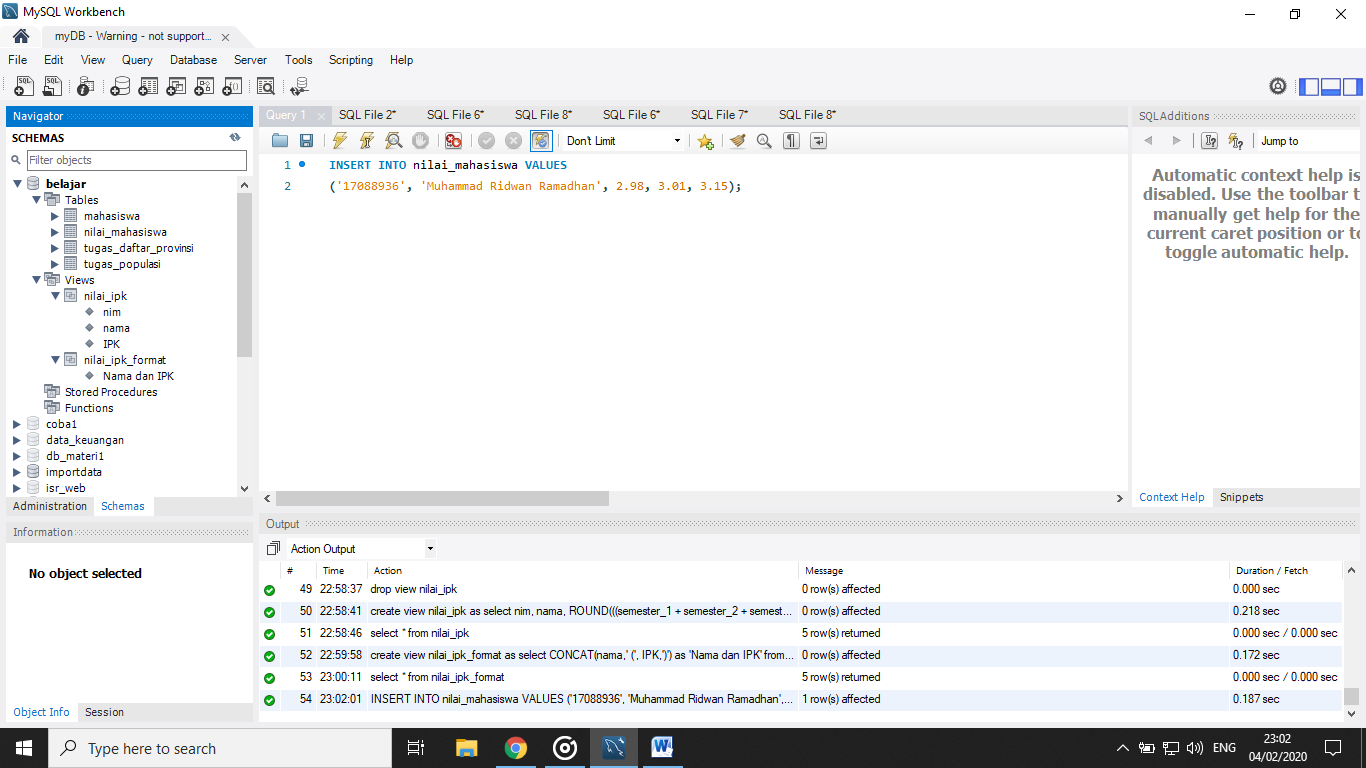 MySQL Workbench
myDB - Warning - not support...
File Edit View Query Database Server Tools Scripting Help
Navigator
SCHEMAS
Filter objects
belajar
Tables
mahasiswa
nilai_mahasiswa
tugas_daftar_provinsi
tugas_populasi
Views
nilai_ipk
nim
nama
IPK
nilai_ipk_format
Nama dan IPK
Stored Procedures
Functions
coba1
data_keuangan
db_materi1
importdata
isr_web
Administration Schemas
Information
No object selected
Object Info Session
Query 1 SQL File 2* SQL File 6* SQL File 8* SQL File 6* SQL File 7* SQL File 8*
Don't Limit
1 INSERT INTO nilai_mahasiswa VALUES
2 ('17088936', 'Muhammad Ridwan Ramadhan', 2.98, 3.01, 3.15);
SQLAdditions
Jump to
Automatic context help is
disabled. Use the toolbar t
manually get help for the
current caret position or to
toggle automatic help.
Context Help Snippets
Output
Action Output
# Time Action Message Duration / Fetch
49 22:58:37 drop view nilai_ipk 0 row(s) affected 0.000 sec
50 22:58:41 create view nilai_ipk as select nim, nama, ROUND(((semester_1 + semester_2 + semest... 0 row(s) affected 0.218 sec
51 22:58:46 select * from nilai_ipk 5 row(s) returned 0.000 sec / 0.000 sec
52 22:59:58 create view nilai_ipk_format as select CONCAT(nama,' (', IPK,')') as 'Nama dan IPK' from... 0 row(s) affected 0.172 sec
53 23:00:11 select * from nilai_ipk_format 5 row(s) returned 0.000 sec / 0.000 sec
54 23:02:01 INSERT INTO nilai_mahasiswa VALUES ('17088936', 'Muhammad Ridwan Ramadhan',... 1 row(s) affected 0.187 sec
Type here to search
ENG
23:02
04/02/2020